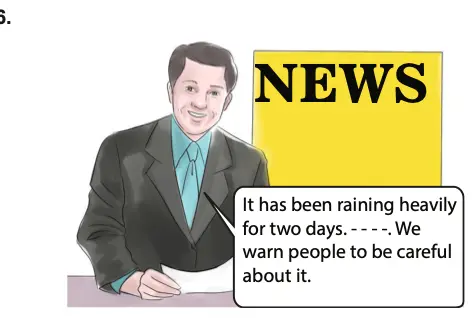 6.
NEWS
It has been raining heavily
for two days. - - - -. We
warn people to be careful
about it.